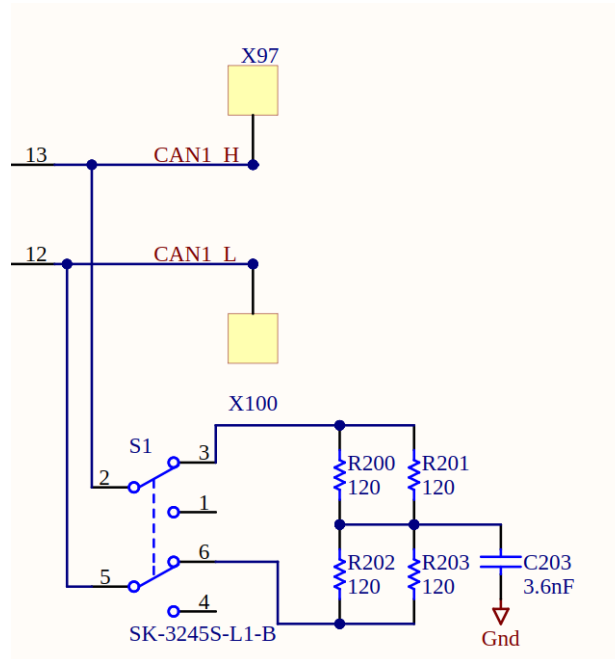 X97
13 CAN1_H
12 CAN1_L
X100
S1
3
2
1
R200 R201
120 120
5
6
R202 R203 C203
120 120 3.6nF
4
SK-3245S-L1-B
Gnd